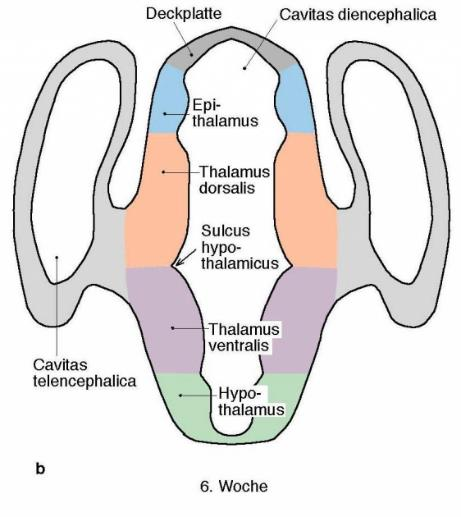 Deckplatte
Cavitas diencephalica
Epi-
thalamus
Thalamus
dorsalis
Sulcus
hypo-
thalamicus
Thalamus
ventralis
Cavitas
telencephalica
Hypo-
thalamus
b
6. Woche